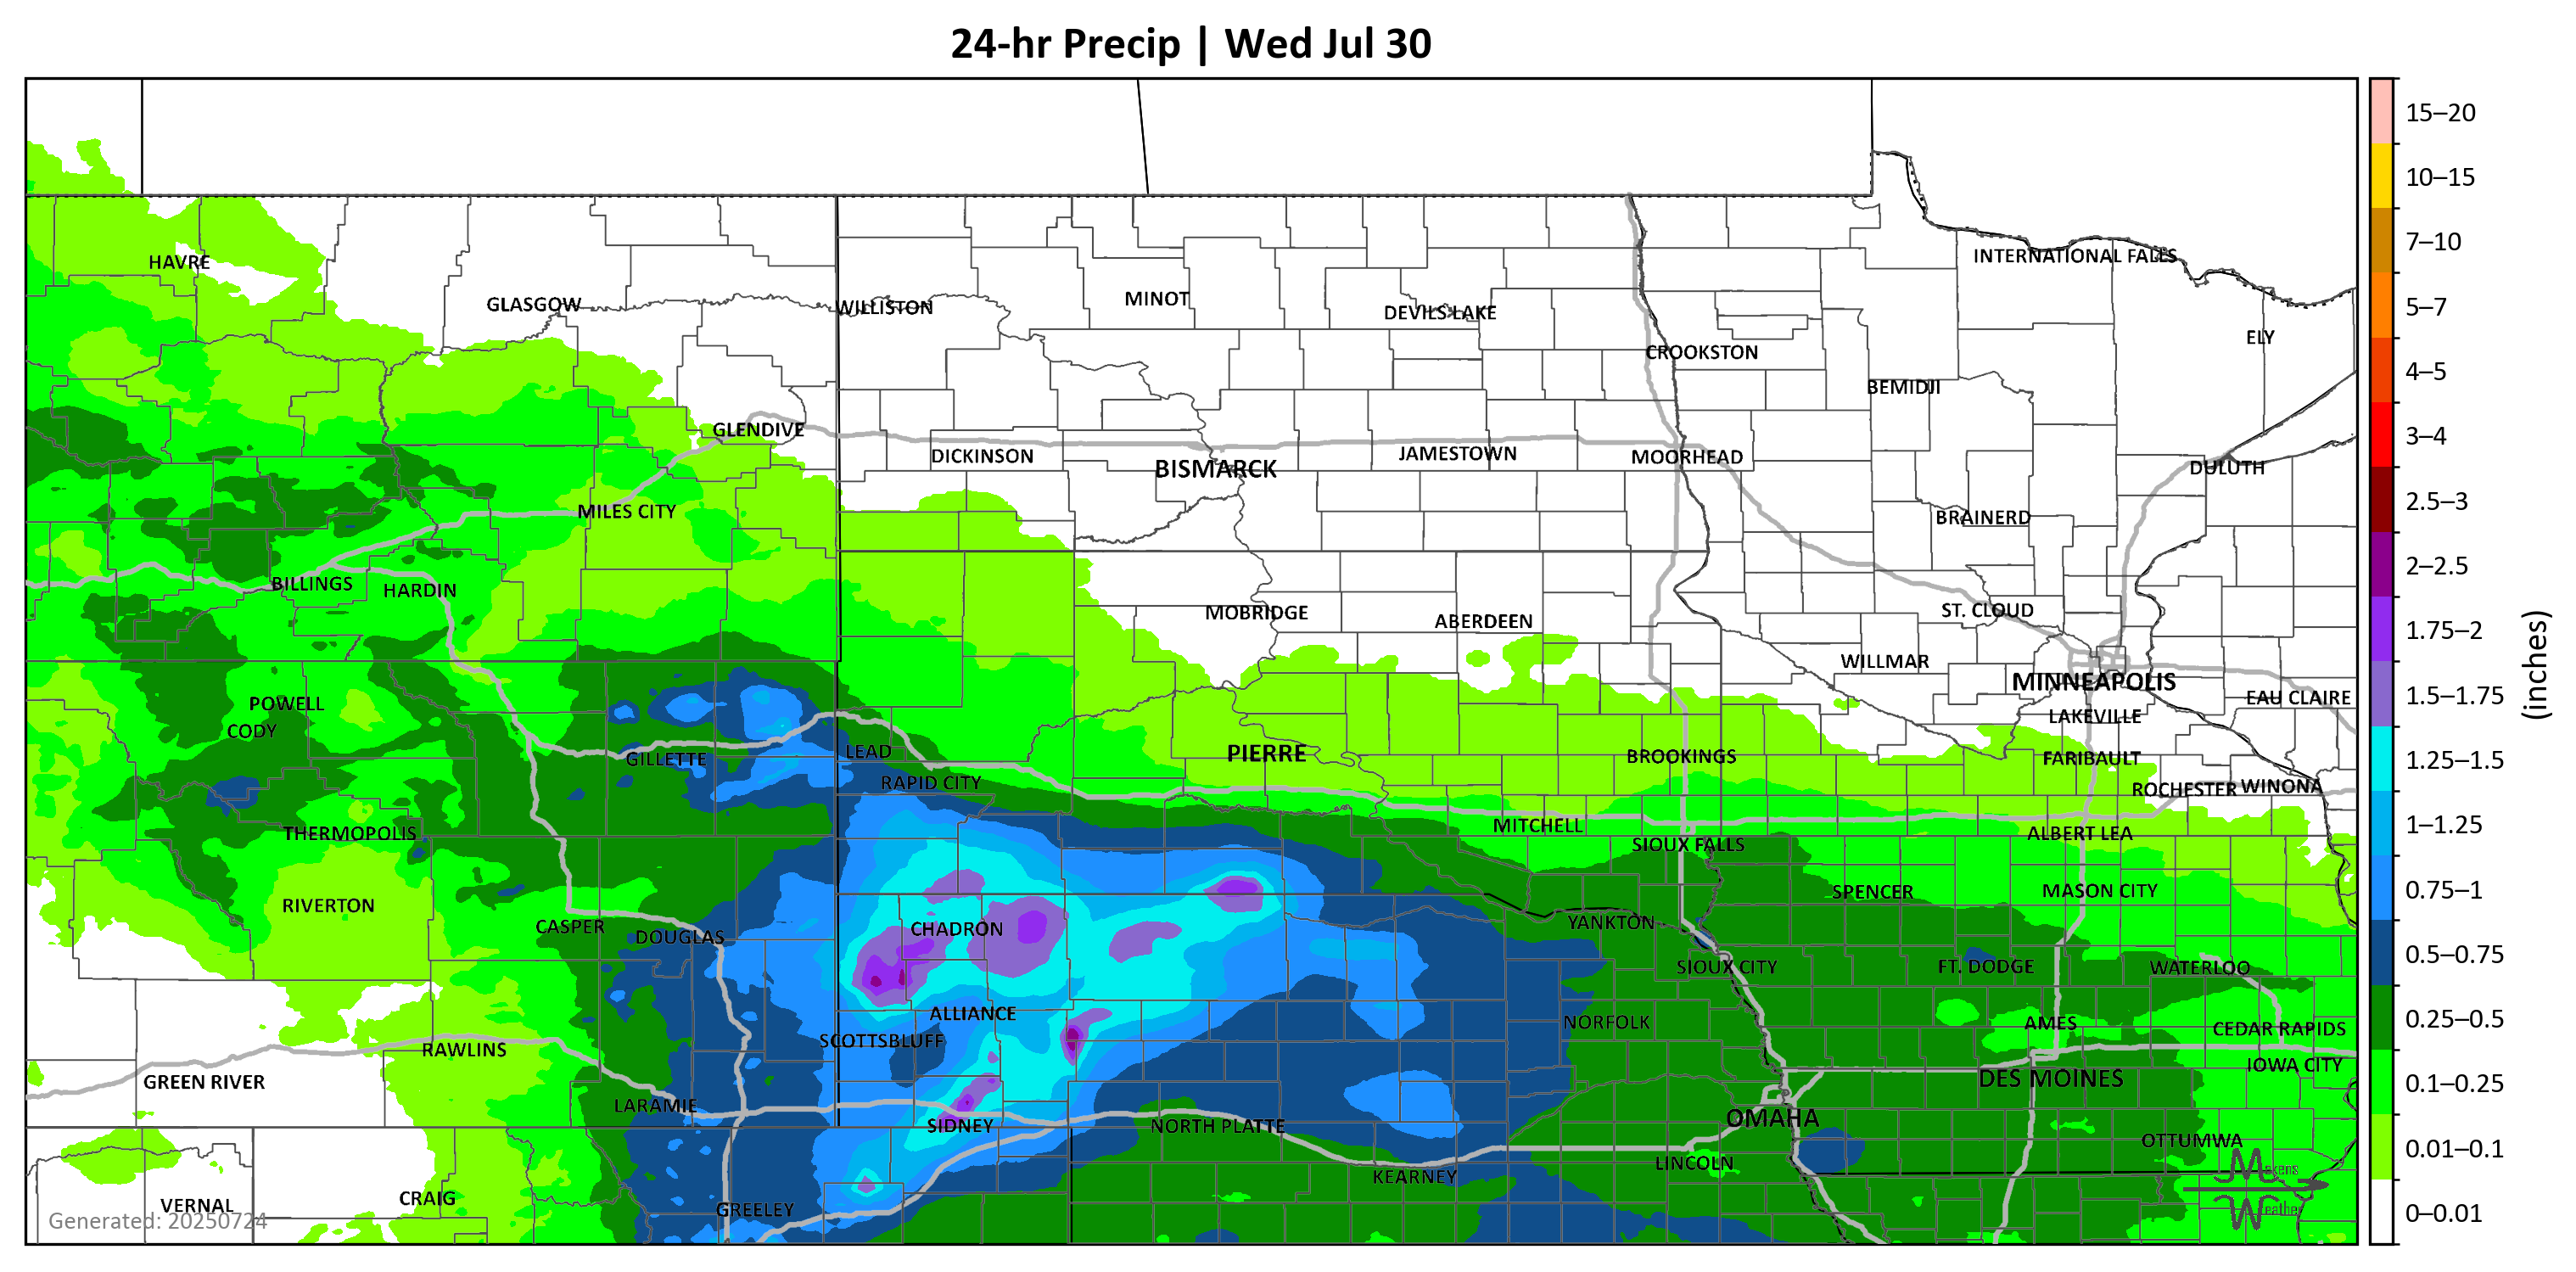 24-hr Precip | Wed Jul 30
HAVRE
GLASGOW
WILLISTON
MINOT
DEVILS LAKE
INTERNATIONAL FALLS
ELY
CROOKSTON
BEMIDJI
GLENDIVE
DICKINSON
BISMARCK
JAMESTOWN
MOORHEAD
DULUTH
MILES CITY
BRAINERD
BILLINGS
HARDIN
MOBRIDGE
ABERDEEN
ST. CLOUD
WILLMAR
MINNEAPOLIS
EAU CLAIRE
POWELL
CODY
LAKEVILLE
GILLETTE
LEAD
RAPID CITY
PIERRE
BROOKINGS
FARIBAULT
ROCHESTER
WINONA
THERMOPOLIS
MITCHELL
SIOUX FALLS
ALBERT LEA
RIVERTON
SPENCER
MASON CITY
CASPER
DOUGLAS
CHADRON
YANKTON
SIOUX CITY
FT. DODGE
WATERLOO
ALLIANCE
SCOTTSBLUFF
NORFOLK
AMES
CEDAR RAPIDS
RAWLINS
IOWA CITY
GREEN RIVER
DES MOINES
LARAMIE
SIDNEY
NORTH PLATTE
OMAHA
OTTUMWA
LINCOLN
KEARNEY
VERNAL
CRAIG
GREELEY
Generated: 20250724
Makens
Weather
15–20
10–15
7–10
5–7
4–5
3–4
2.5–3
2–2.5
1.75–2
1.5–1.75
1.25–1.5
1–1.25
0.75–1
0.5–0.75
0.25–0.5
0.1–0.25
0.01–0.1
0–0.01
(inches)